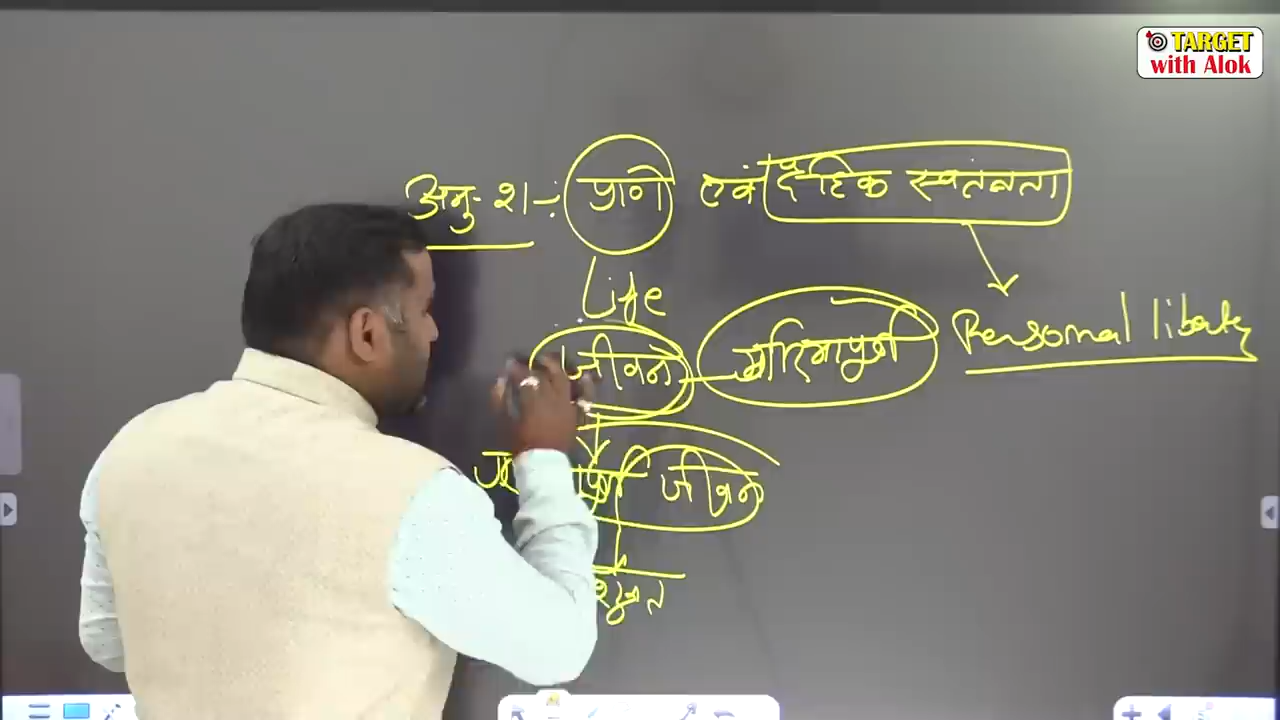 TARGET
with Alok
अनु- 21 -: प्राण एवं दैहिक स्वतंत्रता
Life
Personal liberty
जीवन गरिमापूर्ण
जीवन